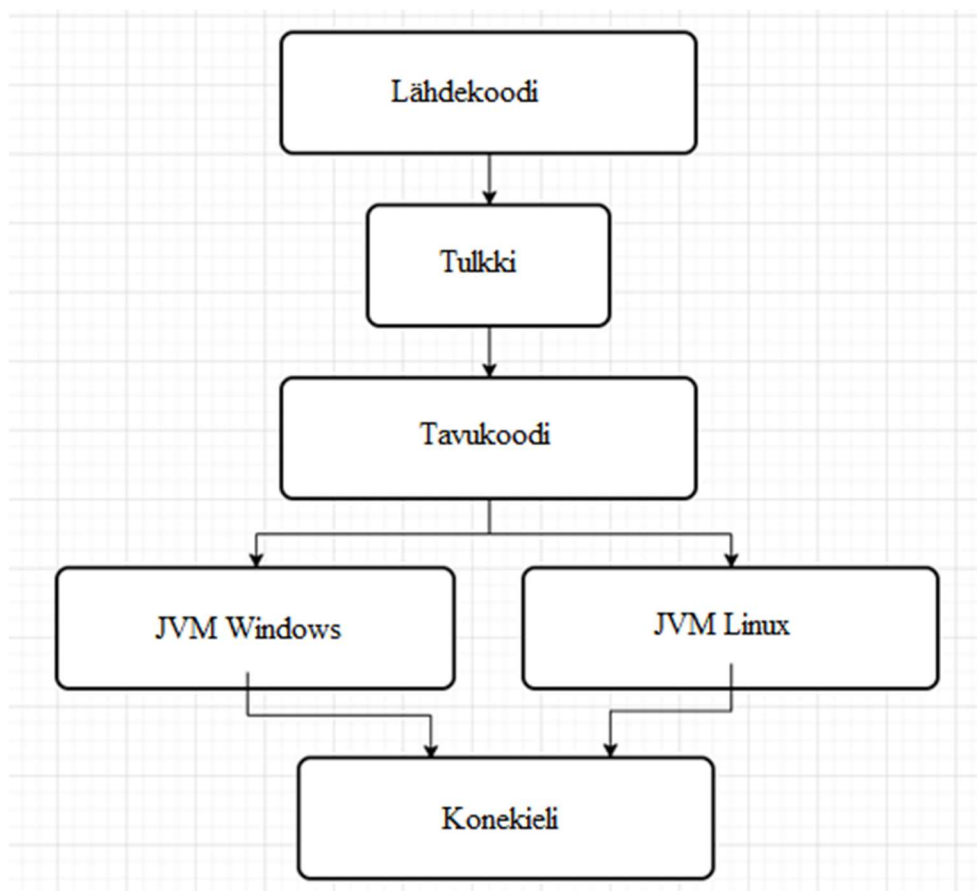 Lähdekoodi
Tulkki
Tavukoodi
JVM Windows
JVM Linux
Konekieli